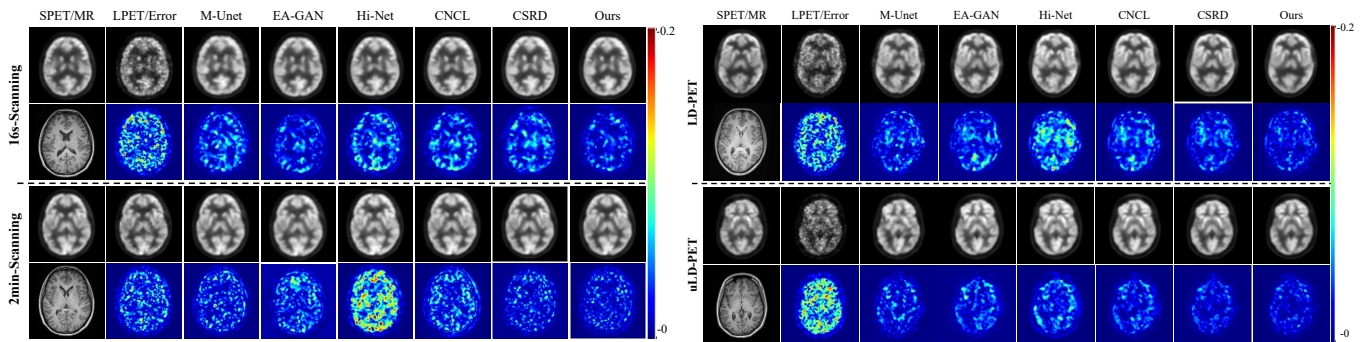 SPET/MR LPET/Error M-Unet EA-GAN Hi-Net CNCL CSRD Ours
-0.2
16s-Scanning
2min-Scanning
-0
SPET/MR LPET/Error M-Unet EA-GAN Hi-Net CNCL CSRD Ours
-0.2
LD-PET
uLD-PET
-0